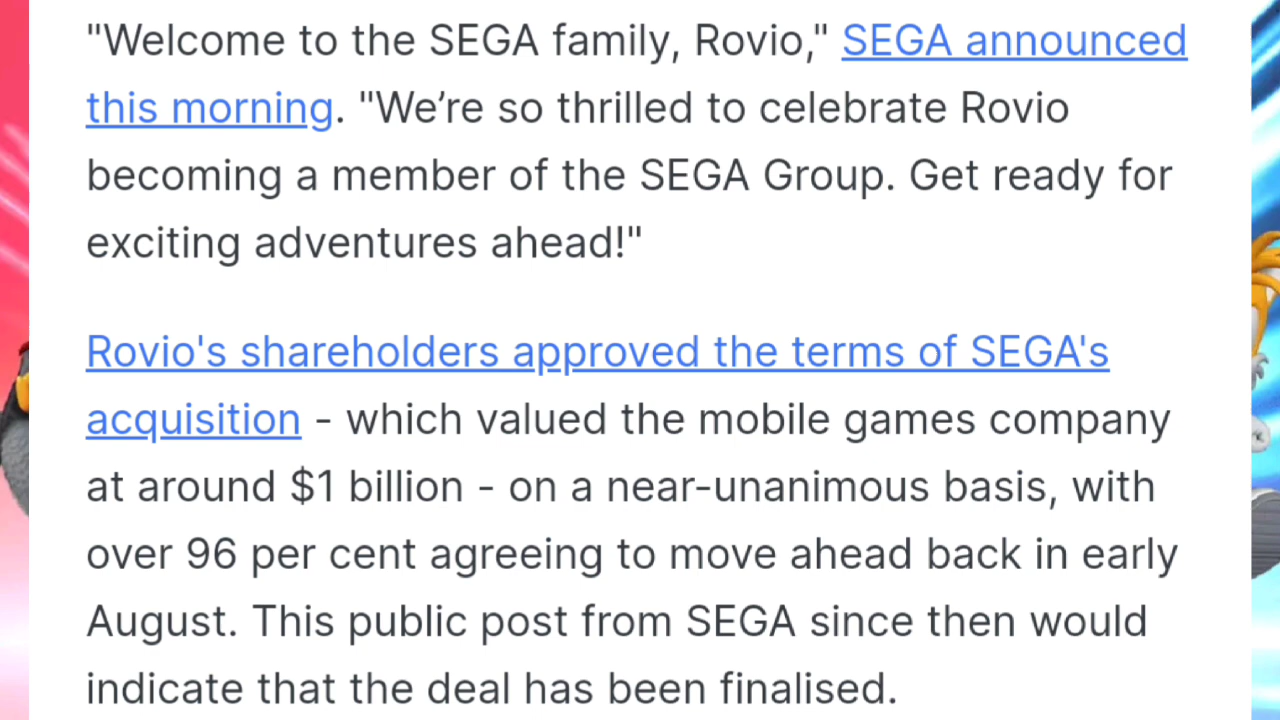 "Welcome to the SEGA family, Rovio," SEGA announced
this morning. "We’re so thrilled to celebrate Rovio
becoming a member of the SEGA Group. Get ready for
exciting adventures ahead!"
Rovio's shareholders approved the terms of SEGA's
acquisition - which valued the mobile games company
at around $1 billion - on a near-unanimous basis, with
over 96 per cent agreeing to move ahead back in early
August. This public post from SEGA since then would
indicate that the deal has been finalised.